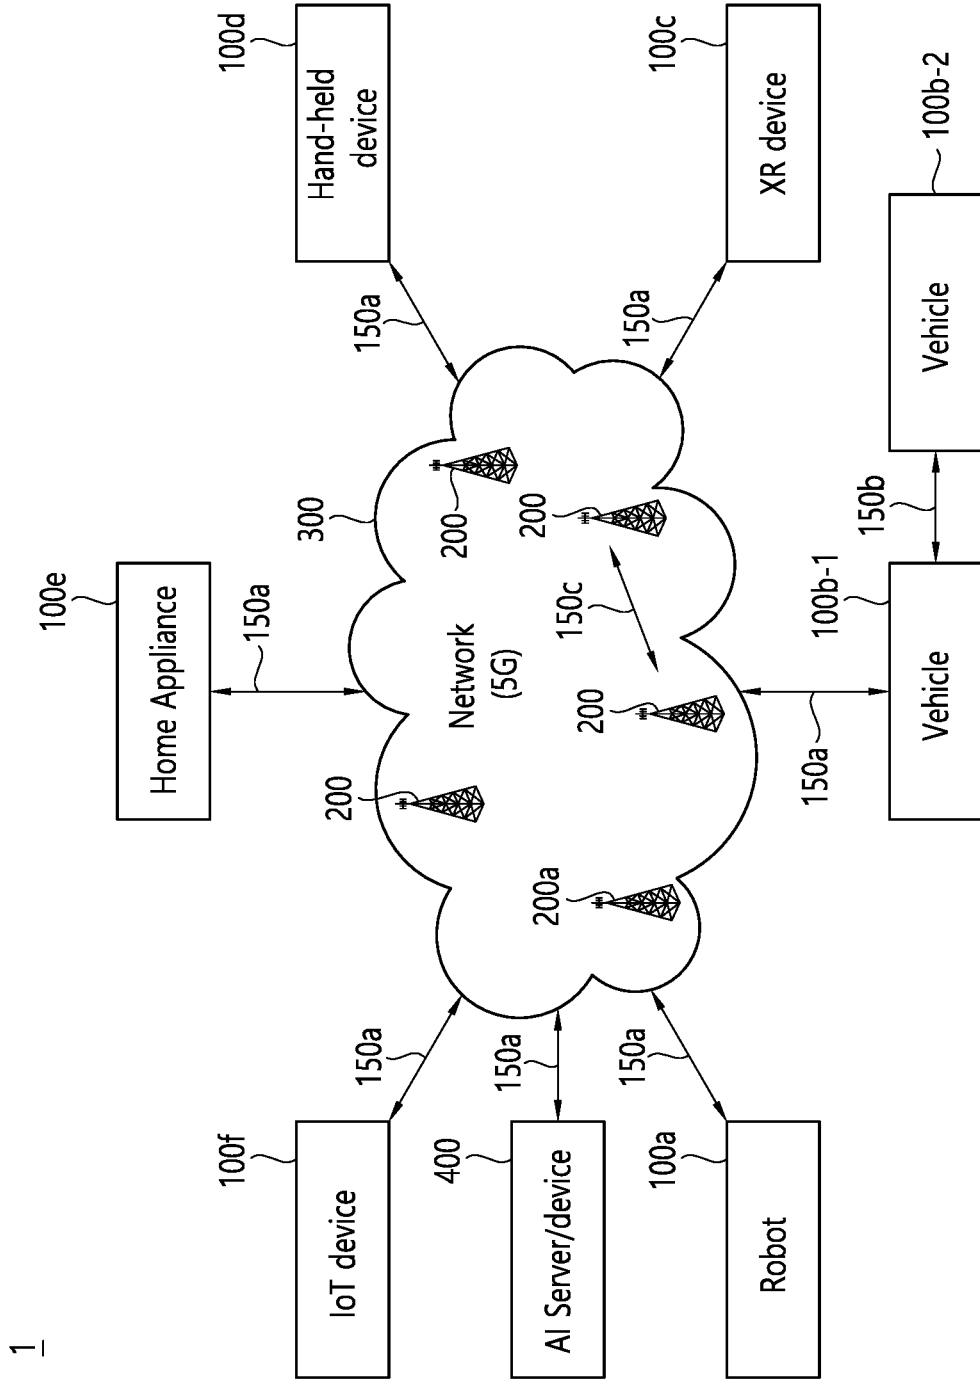 1
100e
Home Appliance
150a
100f
IoT device
150a
300
100d
Hand-held
device
150a
200
200
Network
(5G)
400
AI Server/device
150a
200a
200
150c
200
100a
Robot
150a
100c
XR device
150a
150a
100b-1
Vehicle
150b
100b-2
Vehicle